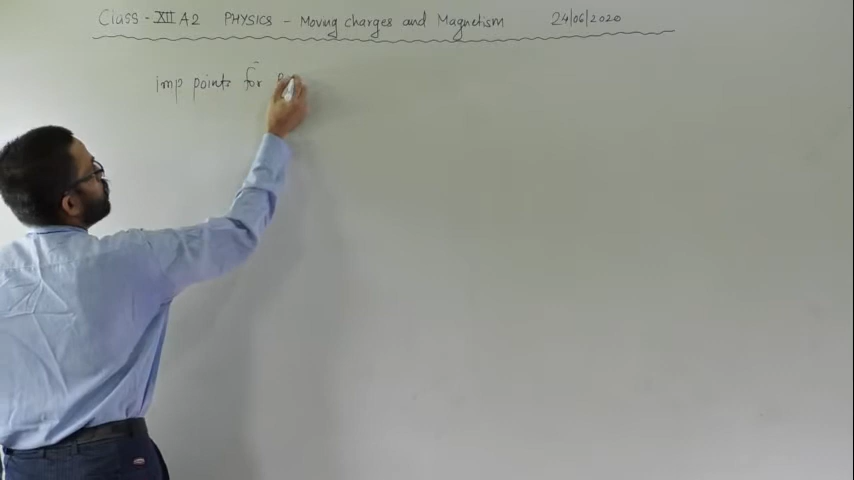 Class - XII A2 PHYSICS - Moving charges and Magnetism 24/06/2020
imp points for